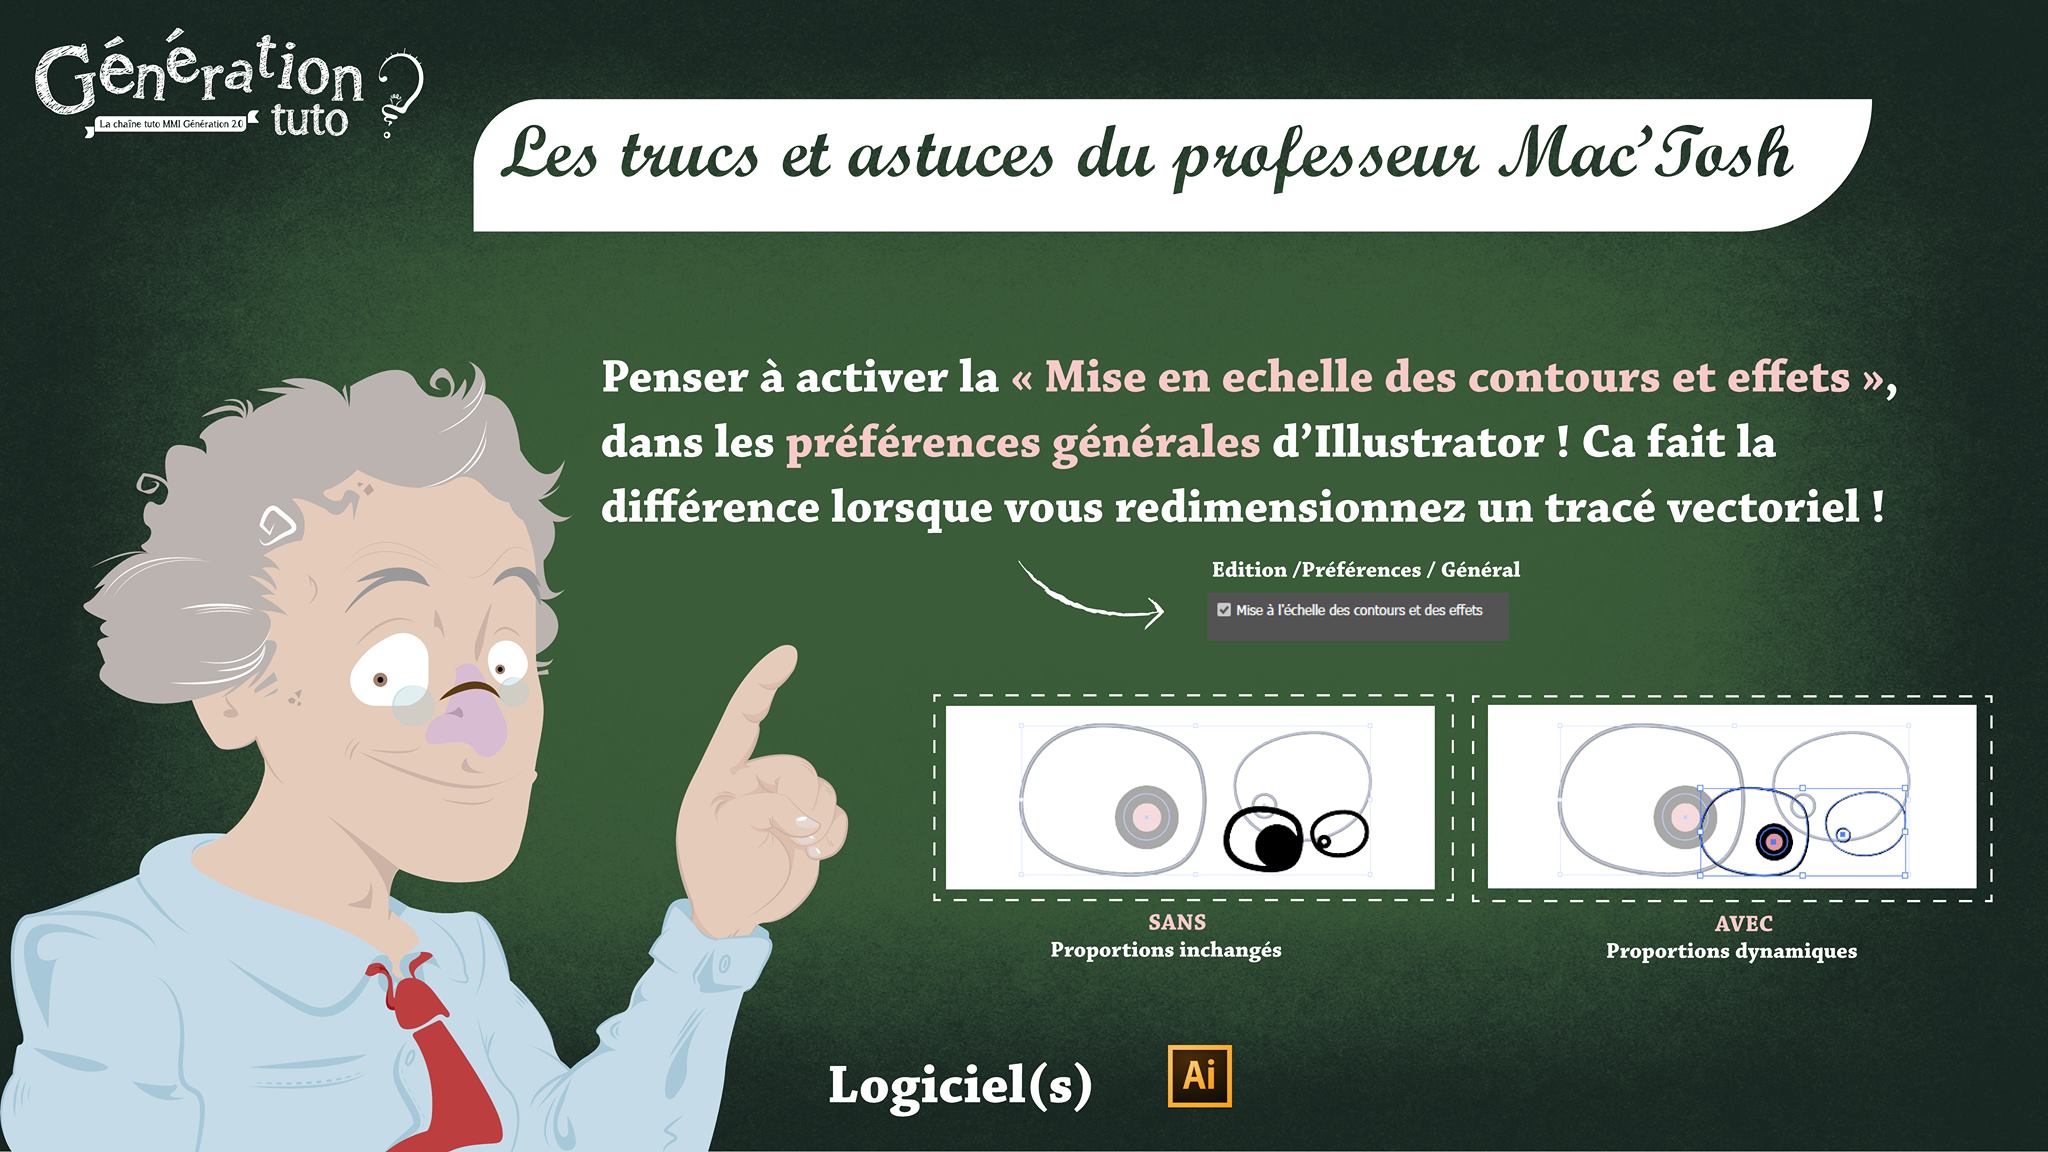 Génération
tuto
La chaîne tuto MMI Génération 2.0
Les trucs et astuces du professeur Mac'Tosh
Penser à activer la « Mise en echelle des contours et effets »,
dans les préférences générales d'Illustrator ! Ca fait la
différence lorsque vous redimensionnez un tracé vectoriel !
Edition /Préférences / Général
Mise à l'échelle des contours et des effets
SANS
Proportions inchangés
AVEC
Proportions dynamiques
Logiciel(s)
Ai